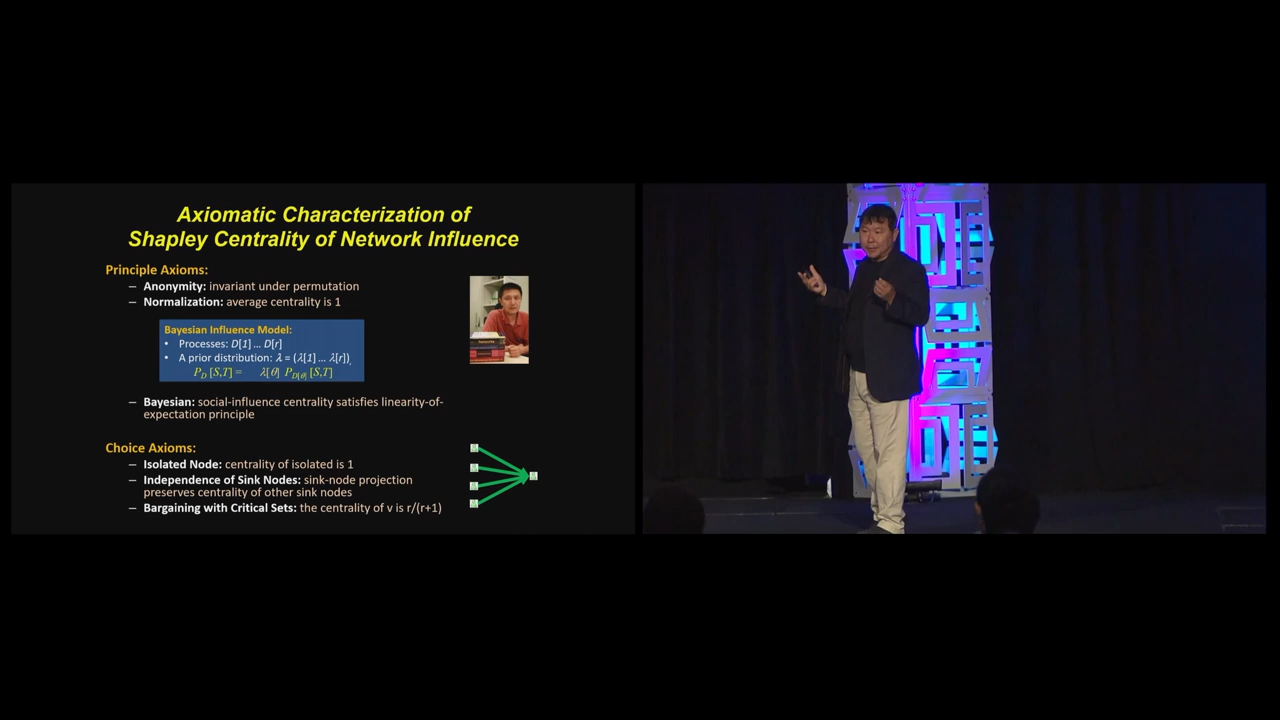 Axiomatic Characterization of
Shapley Centrality of Network Influence
Principle Axioms:
– Anonymity: invariant under permutation
– Normalization: average centrality is 1
Bayesian Influence Model:
• Processes: D[1] … D[r]
• A prior distribution: λ = (λ[1] … λ[r])
P_D [S,T] = λ[θ] P_D[θ] [S,T]
– Bayesian: social-influence centrality satisfies linearity-of-
expectation principle
Choice Axioms:
– Isolated Node: centrality of isolated is 1
– Independence of Sink Nodes: sink-node projection
preserves centrality of other sink nodes
– Bargaining with Critical Sets: the centrality of v is r/(r+1)